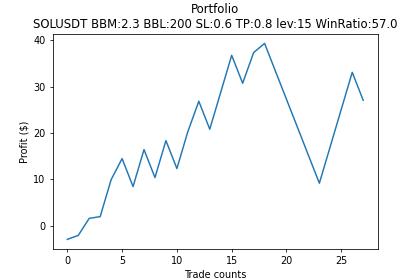 Portfolio
SOLUSDT BBM:2.3 BBL:200 SL:0.6 TP:0.8 lev:15 WinRatio:57.0
40
30
20
10
0
Profit ($)
0 5 10 15 20 25
Trade counts